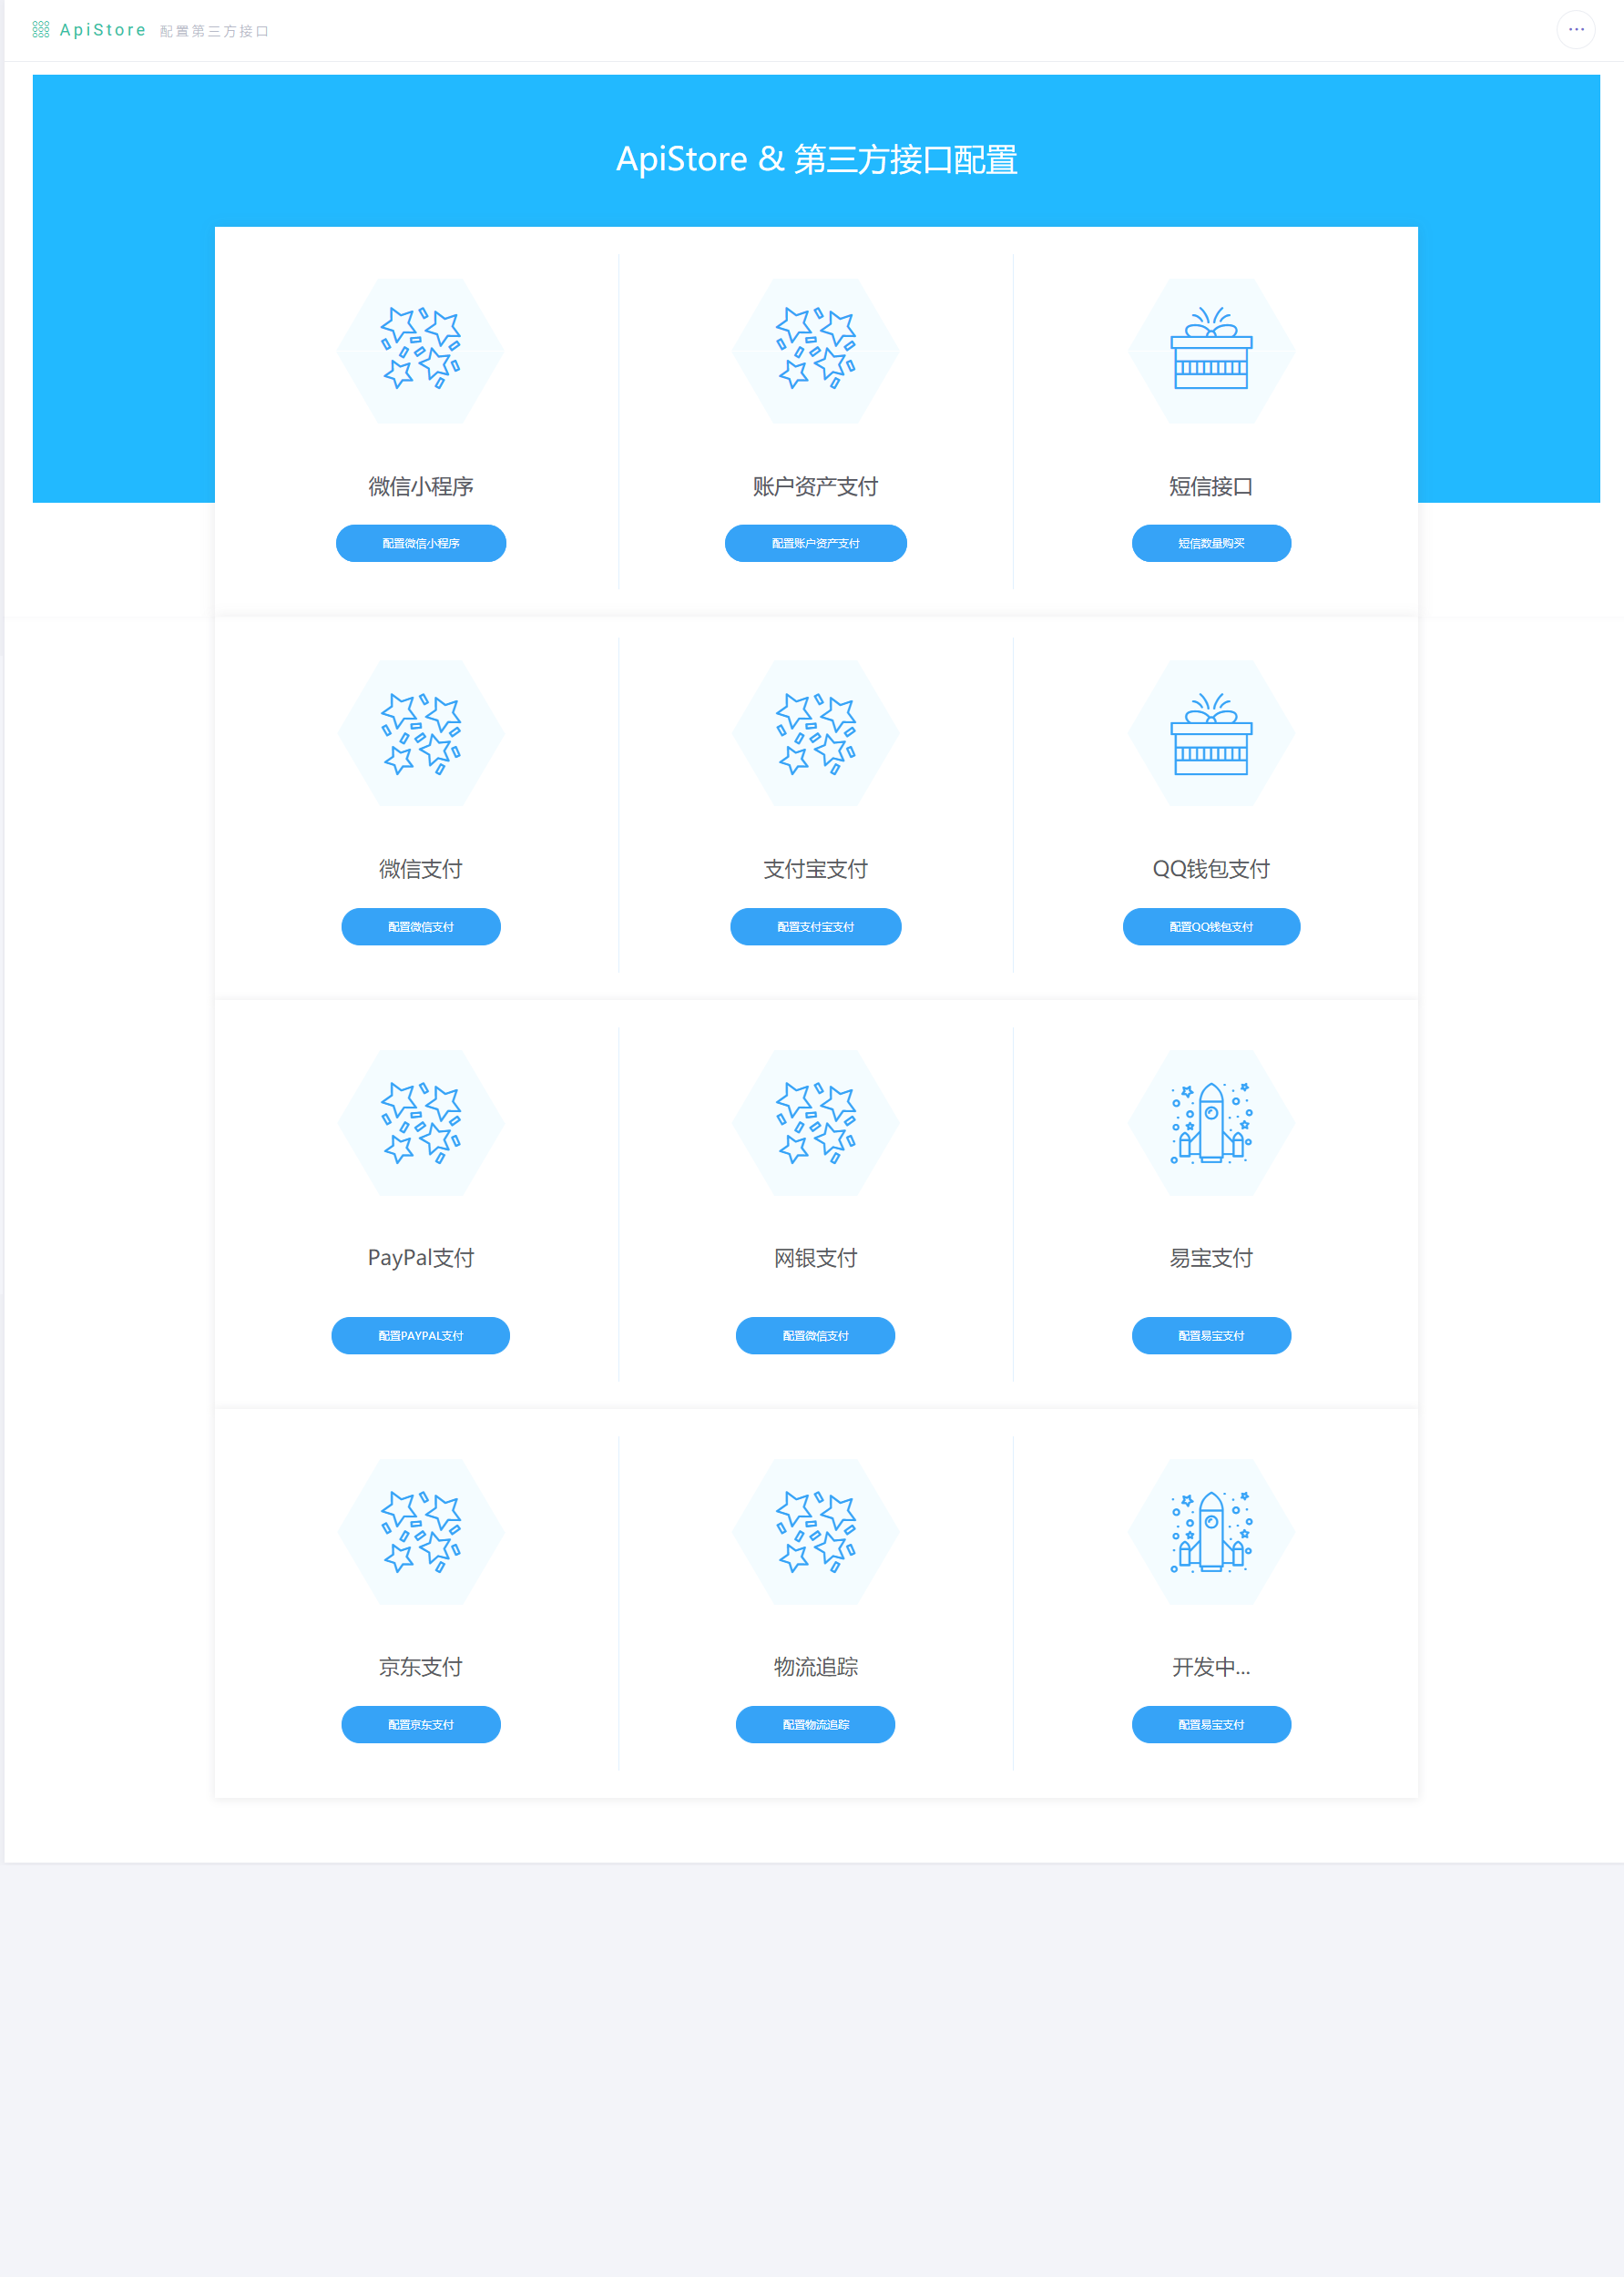 ApiStore 配置第三方接口
ApiStore & 第三方接口配置
微信小程序
账户资产支付
短信接口
配置微信小程序
配置账户资产支付
短信数量购买
微信支付
支付宝支付
QQ钱包支付
配置微信支付
配置支付宝支付
配置QQ钱包支付
PayPal支付
网银支付
易宝支付
配置PAYPAL支付
配置微信支付
配置易宝支付
京东支付
物流追踪
开发中...
配置京东支付
配置物流追踪
配置易宝支付